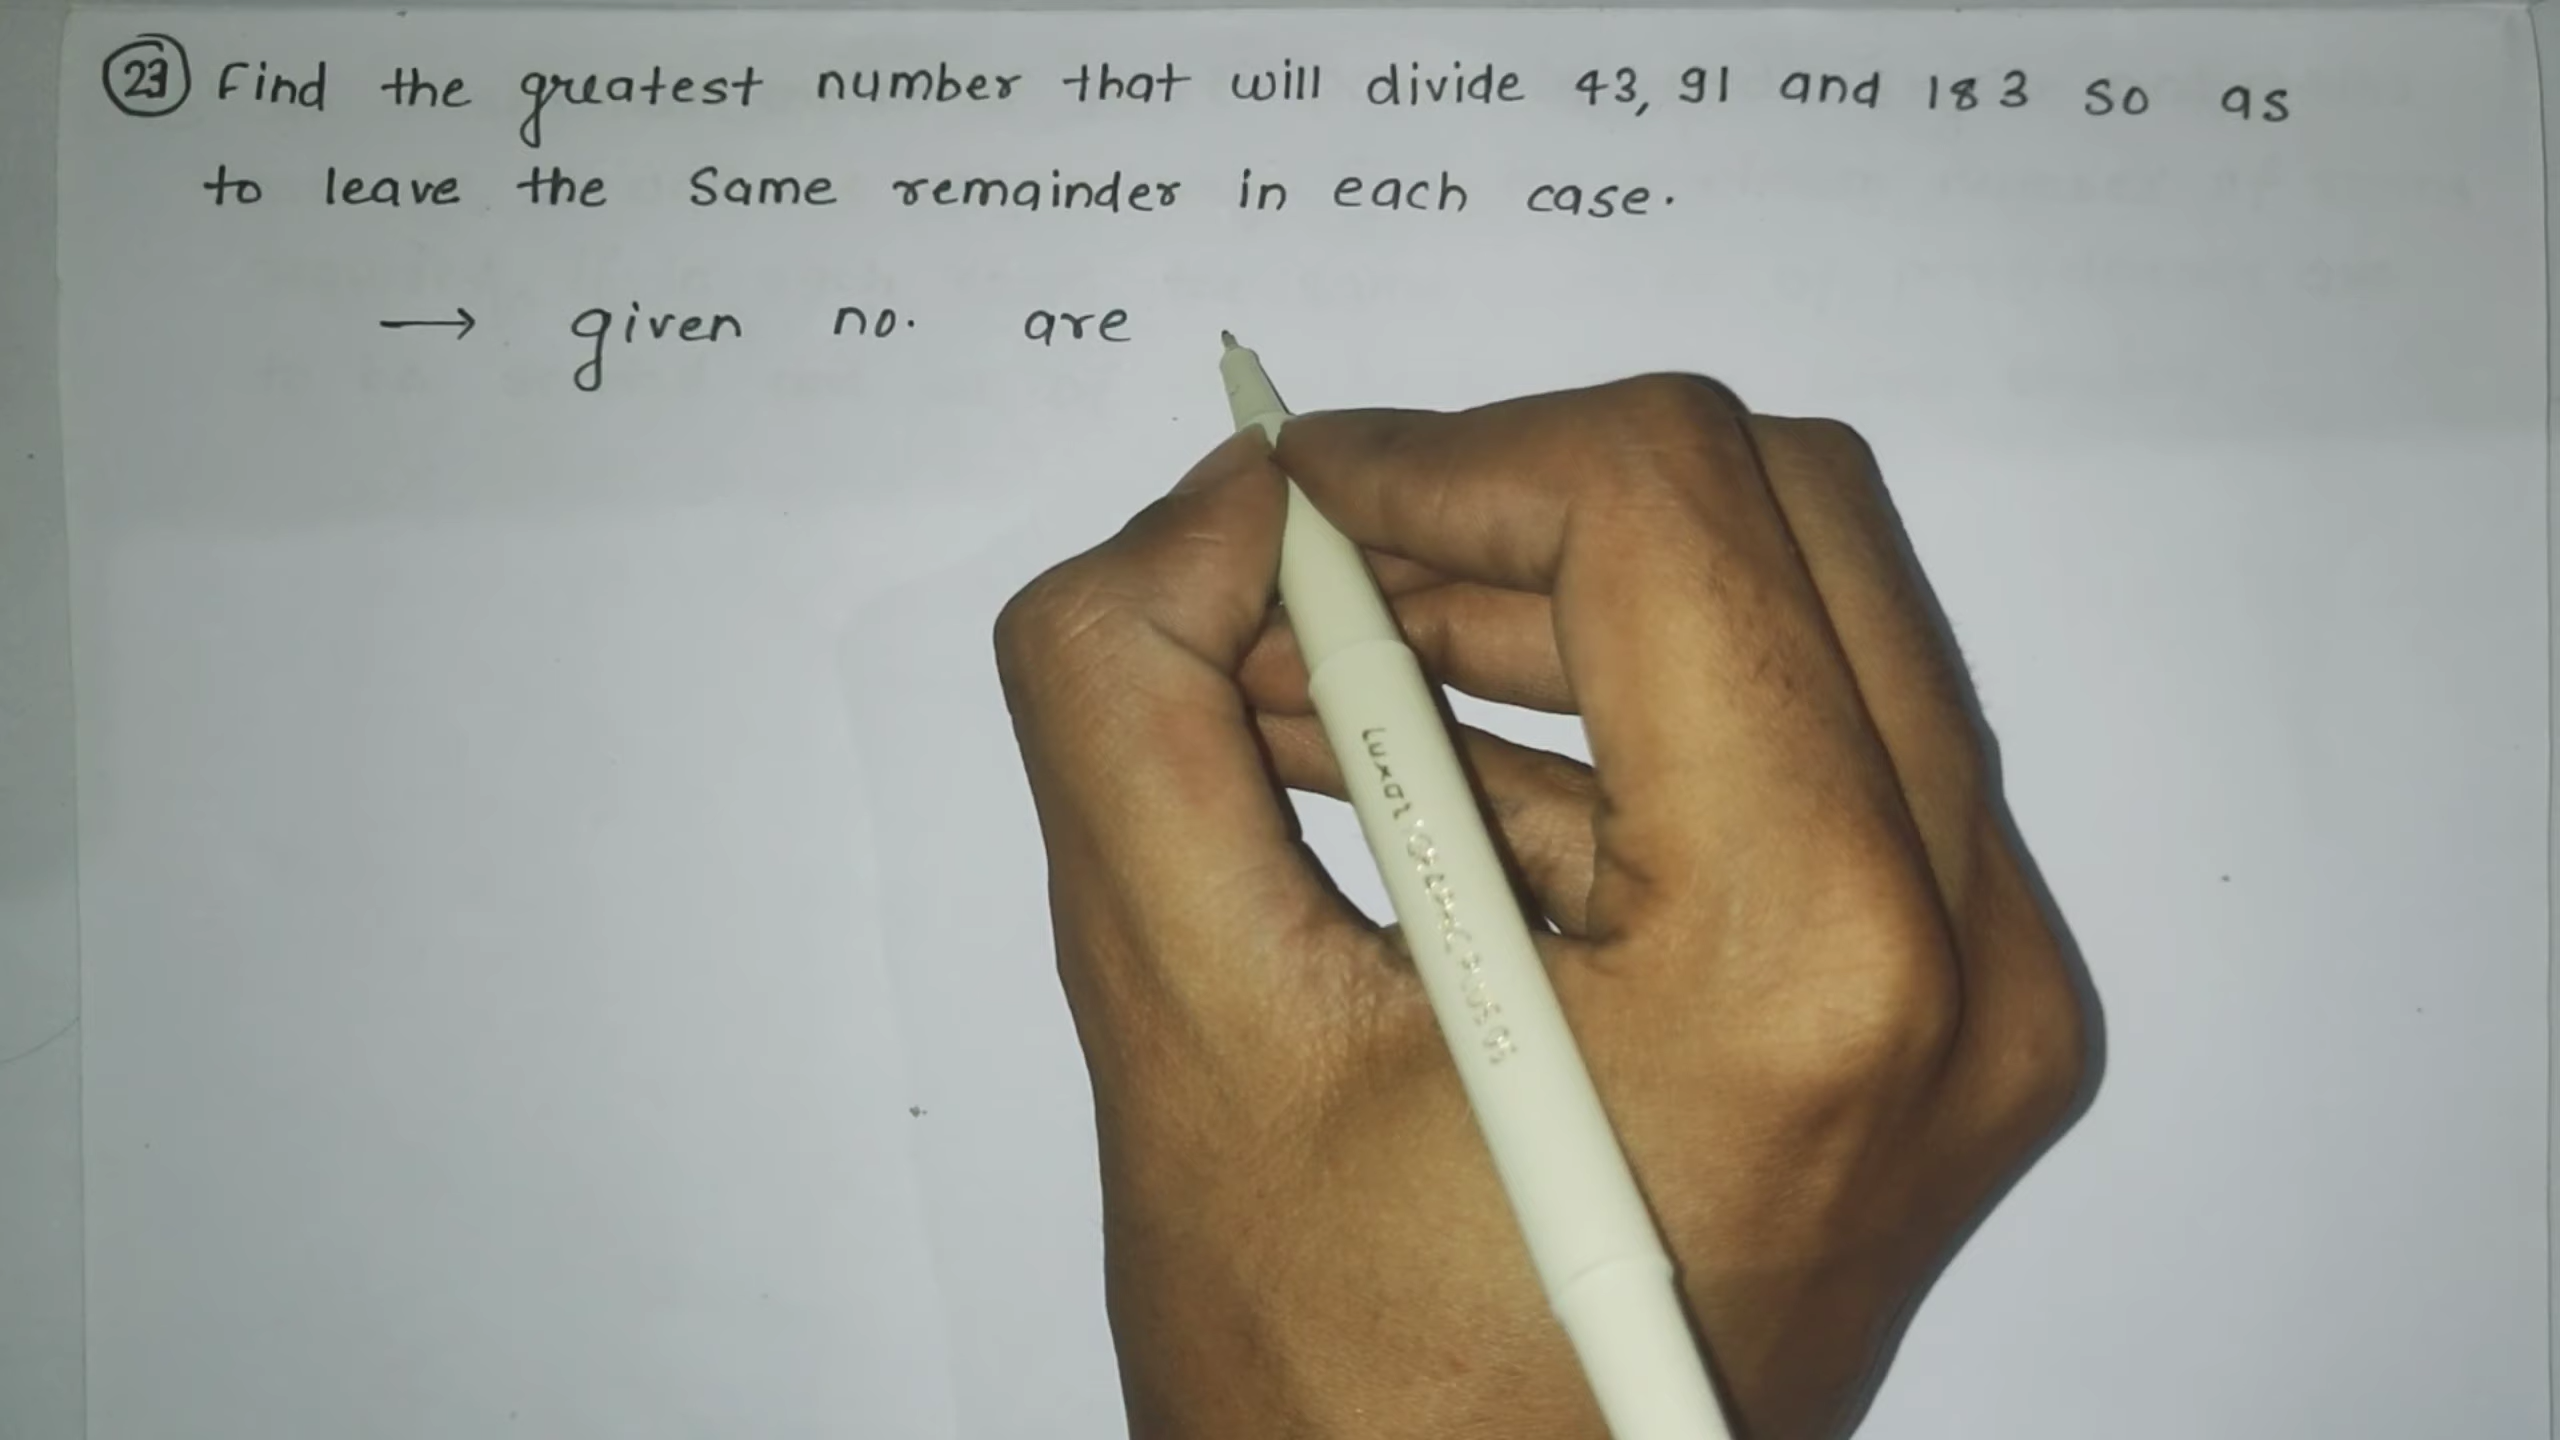 23 Find the greatest number that will divide 43, 91 and 183 so as
to leave the same remainder in each case.
→ given no. are
Luxor